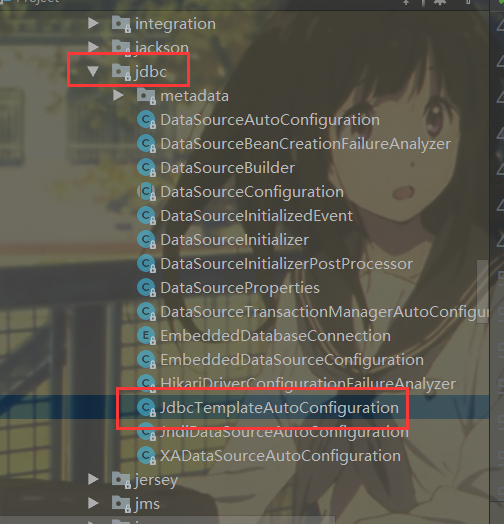 Project
integration
jackson
jdbc
metadata
DataSourceAutoConfiguration
DataSourceBeanCreationFailureAnalyzer
DataSourceBuilder
DataSourceConfiguration
DataSourceInitializedEvent
DataSourceInitializer
DataSourceInitializerPostProcessor
DataSourceProperties
DataSourceTransactionManagerAutoConfigur
EmbeddedDatabaseConnection
EmbeddedDataSourceConfiguration
HikariDriverConfigurationFailureAnalyzer
JdbcTemplateAutoConfiguration
JndiDataSourceAutoConfiguration
XADataSourceAutoConfiguration
jersey
jms